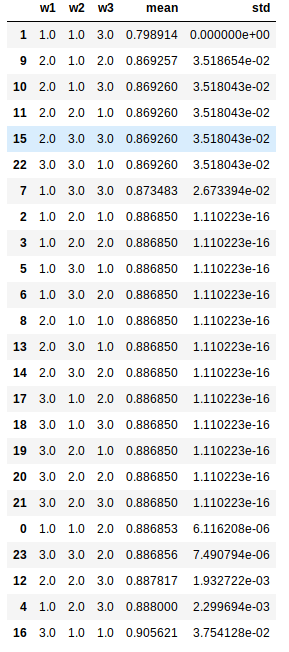 w1 w2 w3 mean std
1 1.0 1.0 3.0 0.798914 0.000000e+00
9 2.0 1.0 2.0 0.869257 3.518654e-02
10 2.0 1.0 3.0 0.869260 3.518043e-02
11 2.0 2.0 1.0 0.869260 3.518043e-02
15 2.0 3.0 3.0 0.869260 3.518043e-02
22 3.0 3.0 1.0 0.869260 3.518043e-02
7 1.0 3.0 3.0 0.873483 2.673394e-02
2 1.0 2.0 1.0 0.886850 1.110223e-16
3 1.0 2.0 2.0 0.886850 1.110223e-16
5 1.0 3.0 1.0 0.886850 1.110223e-16
6 1.0 3.0 2.0 0.886850 1.110223e-16
8 2.0 1.0 1.0 0.886850 1.110223e-16
13 2.0 3.0 1.0 0.886850 1.110223e-16
14 2.0 3.0 2.0 0.886850 1.110223e-16
17 3.0 1.0 2.0 0.886850 1.110223e-16
18 3.0 1.0 3.0 0.886850 1.110223e-16
19 3.0 2.0 1.0 0.886850 1.110223e-16
20 3.0 2.0 2.0 0.886850 1.110223e-16
21 3.0 2.0 3.0 0.886850 1.110223e-16
0 1.0 1.0 2.0 0.886853 6.116208e-06
23 3.0 3.0 2.0 0.886856 7.490794e-06
12 2.0 2.0 3.0 0.887817 1.932722e-03
4 1.0 2.0 3.0 0.888000 2.299694e-03
16 3.0 1.0 1.0 0.905621 3.754128e-02